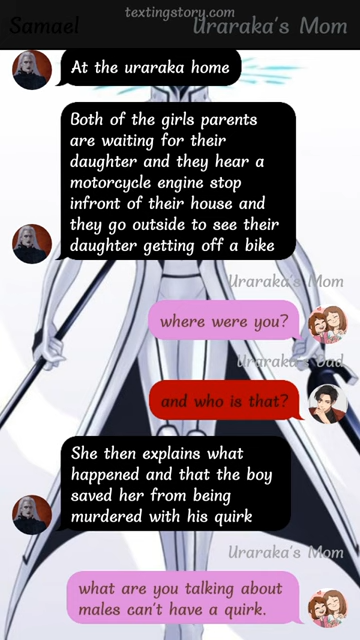 textingstory.com
Samael
Uraraka's Mom
At the uraraka home
Both of the girls parents
are waiting for their
daughter and they hear a
motorcycle engine stop
infront of their house and
they go outside to see their
daughter getting off a bike
Uraraka's Mom
where were you?
Uraraka's Dad
and who is that?
She then explains what
happened and that the boy
saved her from being
murdered with his quirk
Uraraka's Mom
what are you talking about
males can't have a quirk.